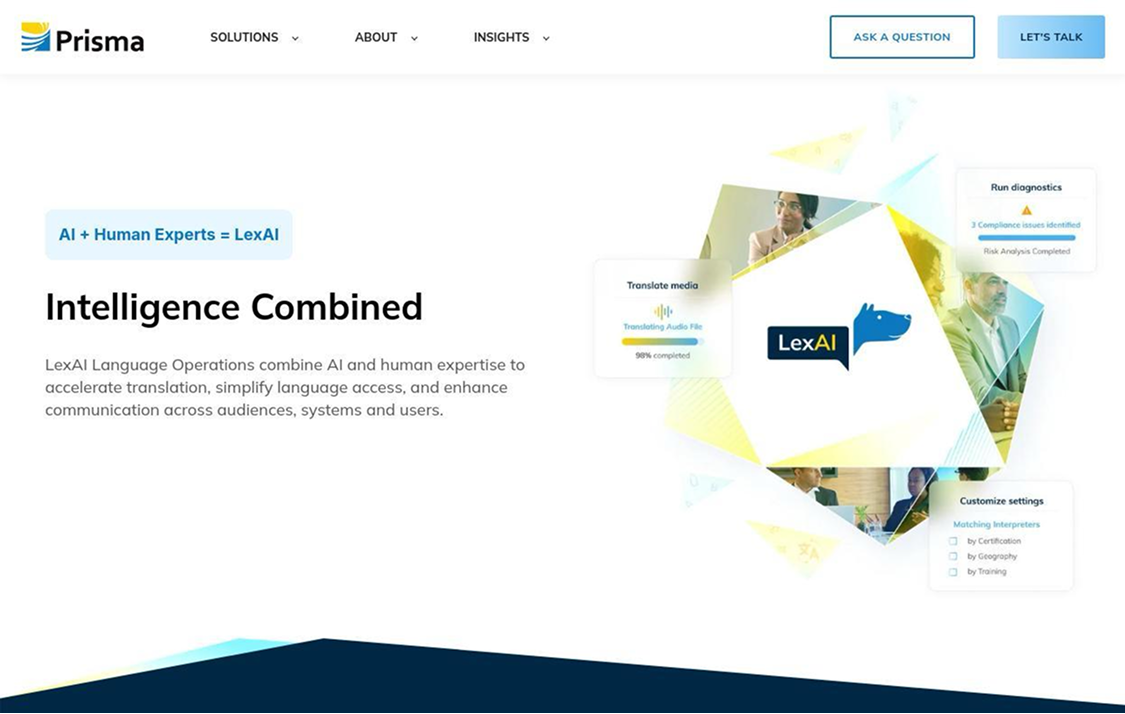 Prisma
SOLUTIONS
ABOUT
INSIGHTS
ASK A QUESTION
LET'S TALK
AI + Human Experts = LexAI
Intelligence Combined
LexAI Language Operations combine AI and human expertise to
accelerate translation, simplify language access, and enhance
communication across audiences, systems and users.
Run diagnostics
3 Compliance issues identified
Risk Analysis Completed
Translate media
Translating Audio File
98% completed
LexAI
Customize settings
Matching Interpreters
by Certification
by Geography
by Training